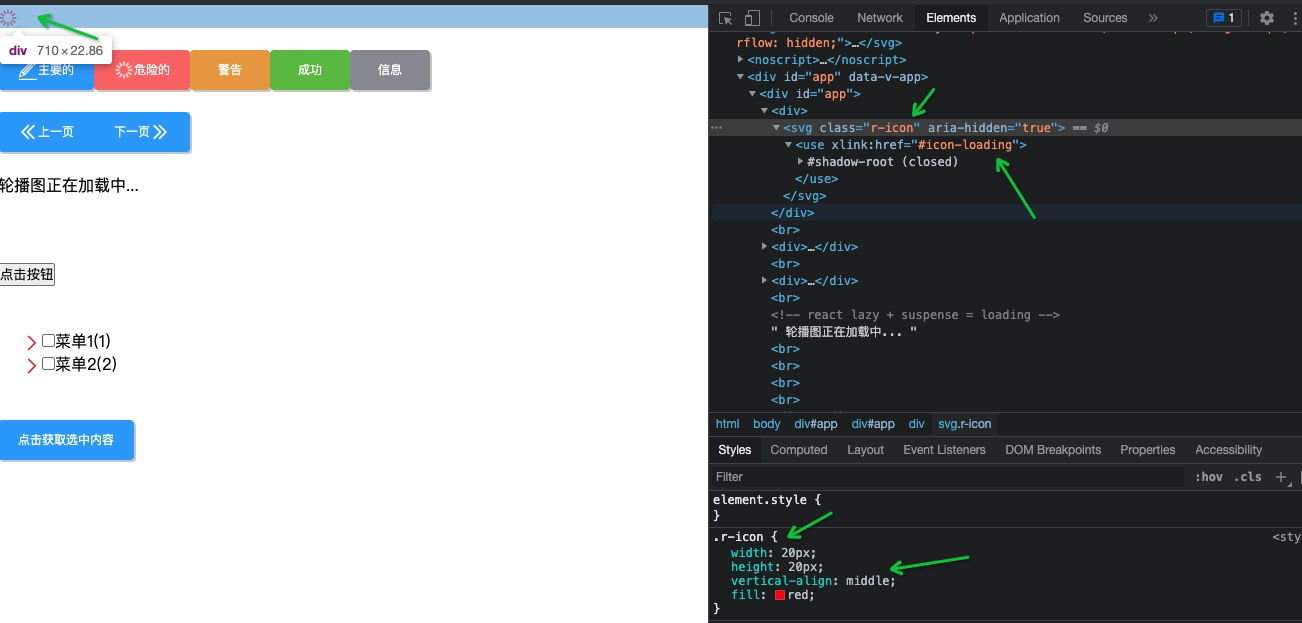 div 710 × 22.86
主要的 危险的 警告 成功 信息
上一页 下一页
轮播图正在加载中...
点击按钮
菜单1(1)
菜单2(2)
点击获取选中内容
Console Network Elements Application Sources » 1
rflow: hidden;">…</svg>
<noscript>…</noscript>
<div id="app" data-v-app>
<div id="app">
<div>
<svg class="r-icon" aria-hidden="true"> == $0
<use xlink:href="#icon-loading">
#shadow-root (closed)
</use>
</svg>
</div>
<br>
<div>…</div>
<br>
<div>…</div>
<br>
<!-- react lazy + suspense = loading -->
" 轮播图正在加载中... "
<br>
<br>
<br>
<br>
html body div#app div#app div svg.r-icon
Styles Computed Layout Event Listeners DOM Breakpoints Properties Accessibility
Filter :hov .cls +
element.style {
}
.r-icon { <sty
width: 20px;
height: 20px;
vertical-align: middle;
fill: red;
}